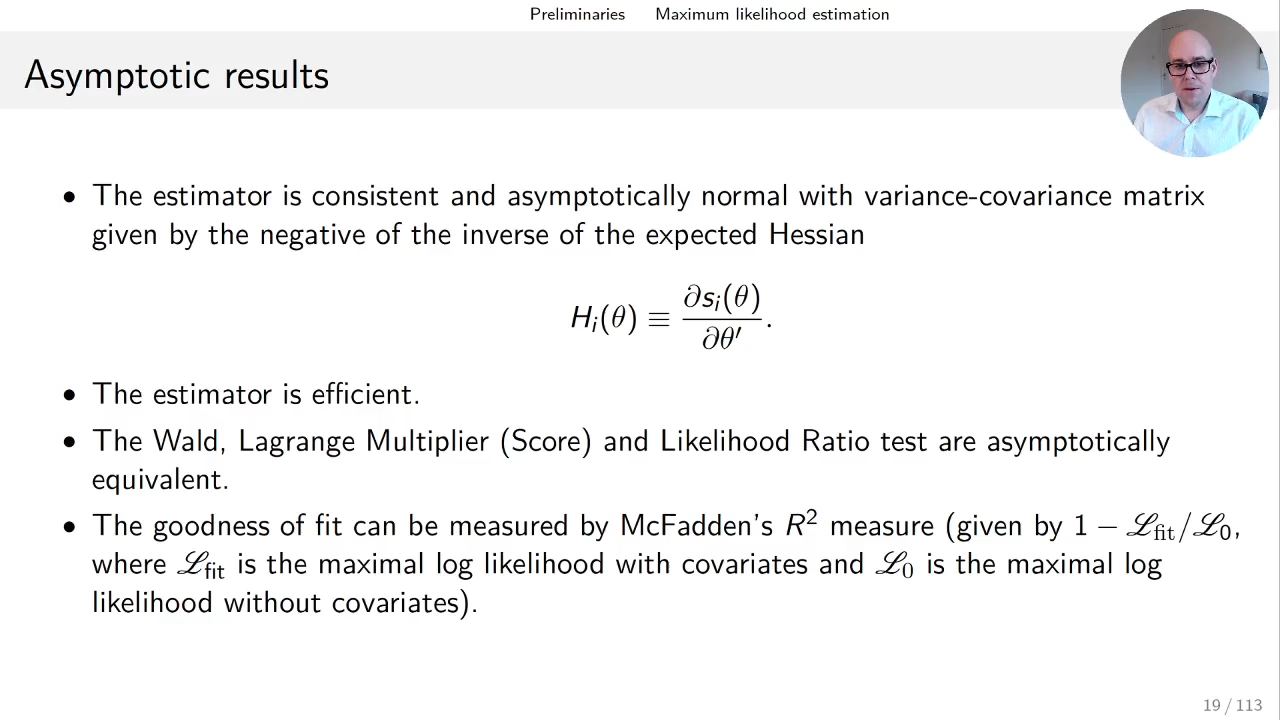 Preliminaries Maximum likelihood estimation
Asymptotic results
• The estimator is consistent and asymptotically normal with variance-covariance matrix
given by the negative of the inverse of the expected Hessian
H_i(θ) ≡ ∂s_i(θ) / ∂θ′ .
• The estimator is efficient.
• The Wald, Lagrange Multiplier (Score) and Likelihood Ratio test are asymptotically
equivalent.
• The goodness of fit can be measured by McFadden's R² measure (given by 1 − ℒ_fit/ℒ_0,
where ℒ_fit is the maximal log likelihood with covariates and ℒ_0 is the maximal log
likelihood without covariates).
19 / 113